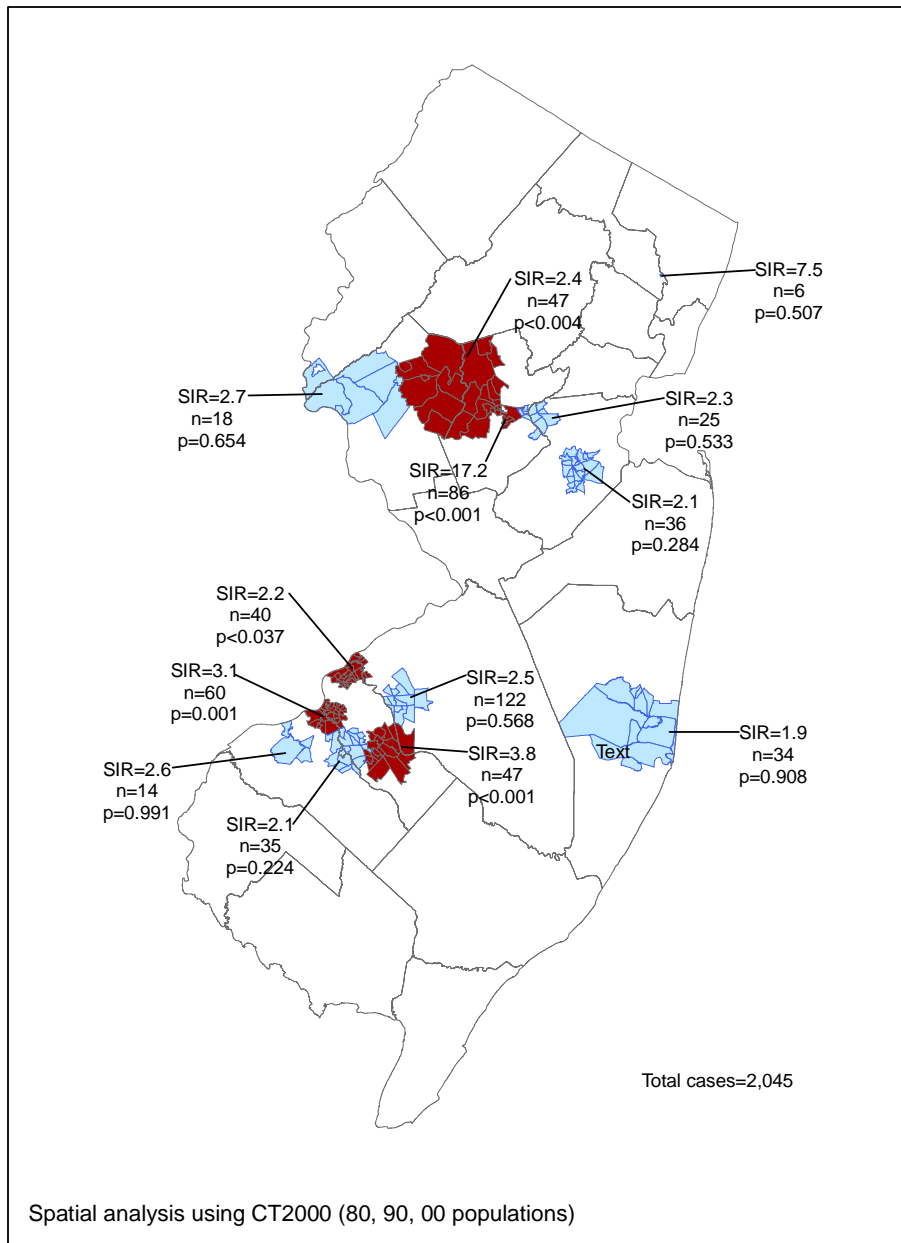 SIR=7.5
n=6
p=0.507
SIR=2.4
n=47
p<0.004
SIR=2.7
n=18
p=0.654
SIR=2.3
n=25
p=0.533
SIR=17.2
n=86
p<0.001
SIR=2.1
n=36
p=0.284
SIR=2.2
n=40
p<0.037
SIR=3.1
n=60
p=0.001
SIR=2.5
n=122
p=0.568
Text
SIR=1.9
n=34
p=0.908
SIR=3.8
n=47
p<0.001
SIR=2.6
n=14
p=0.991
SIR=2.1
n=35
p=0.224
Total cases=2,045
Spatial analysis using CT2000 (80, 90, 00 populations)